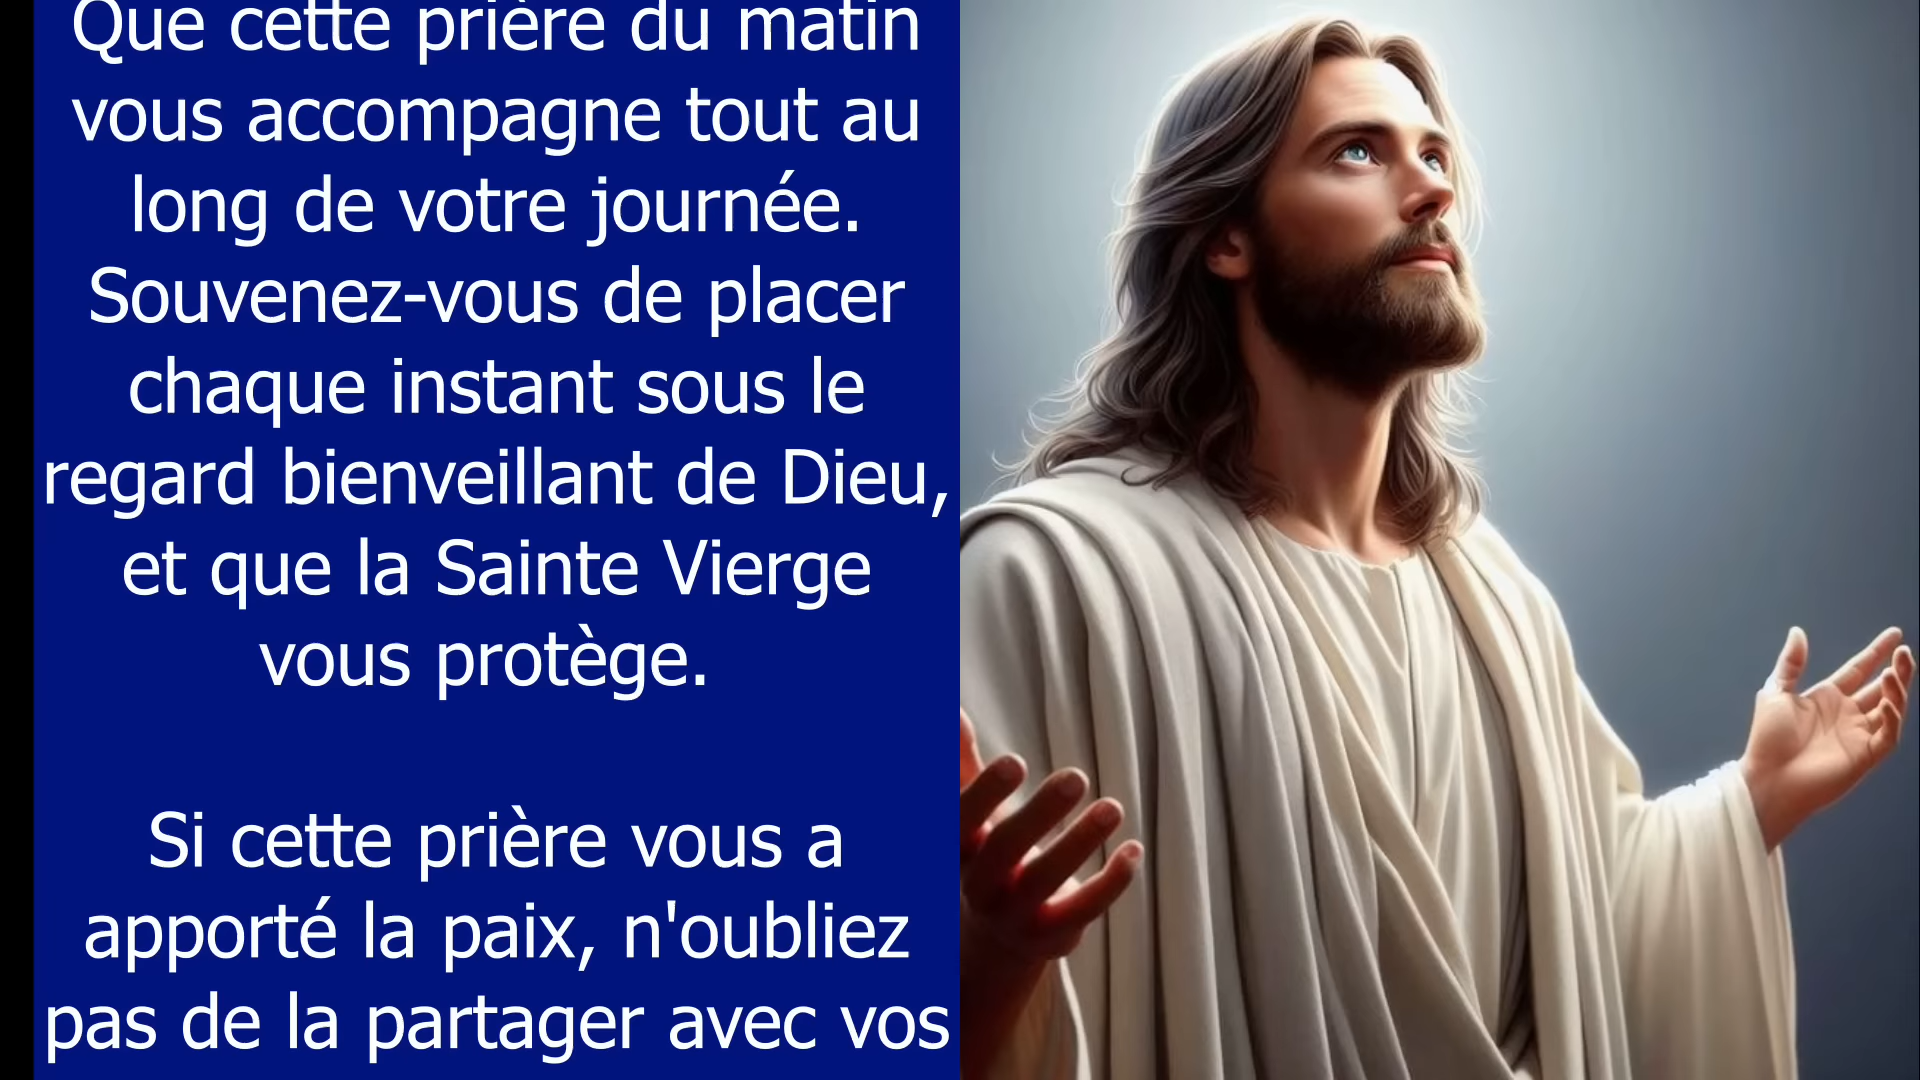 Que cette prière du matin
vous accompagne tout au
long de votre journée.
Souvenez-vous de placer
chaque instant sous le
regard bienveillant de Dieu,
et que la Sainte Vierge
vous protège.
Si cette prière vous a
apporté la paix, n'oubliez
pas de la partager avec vos